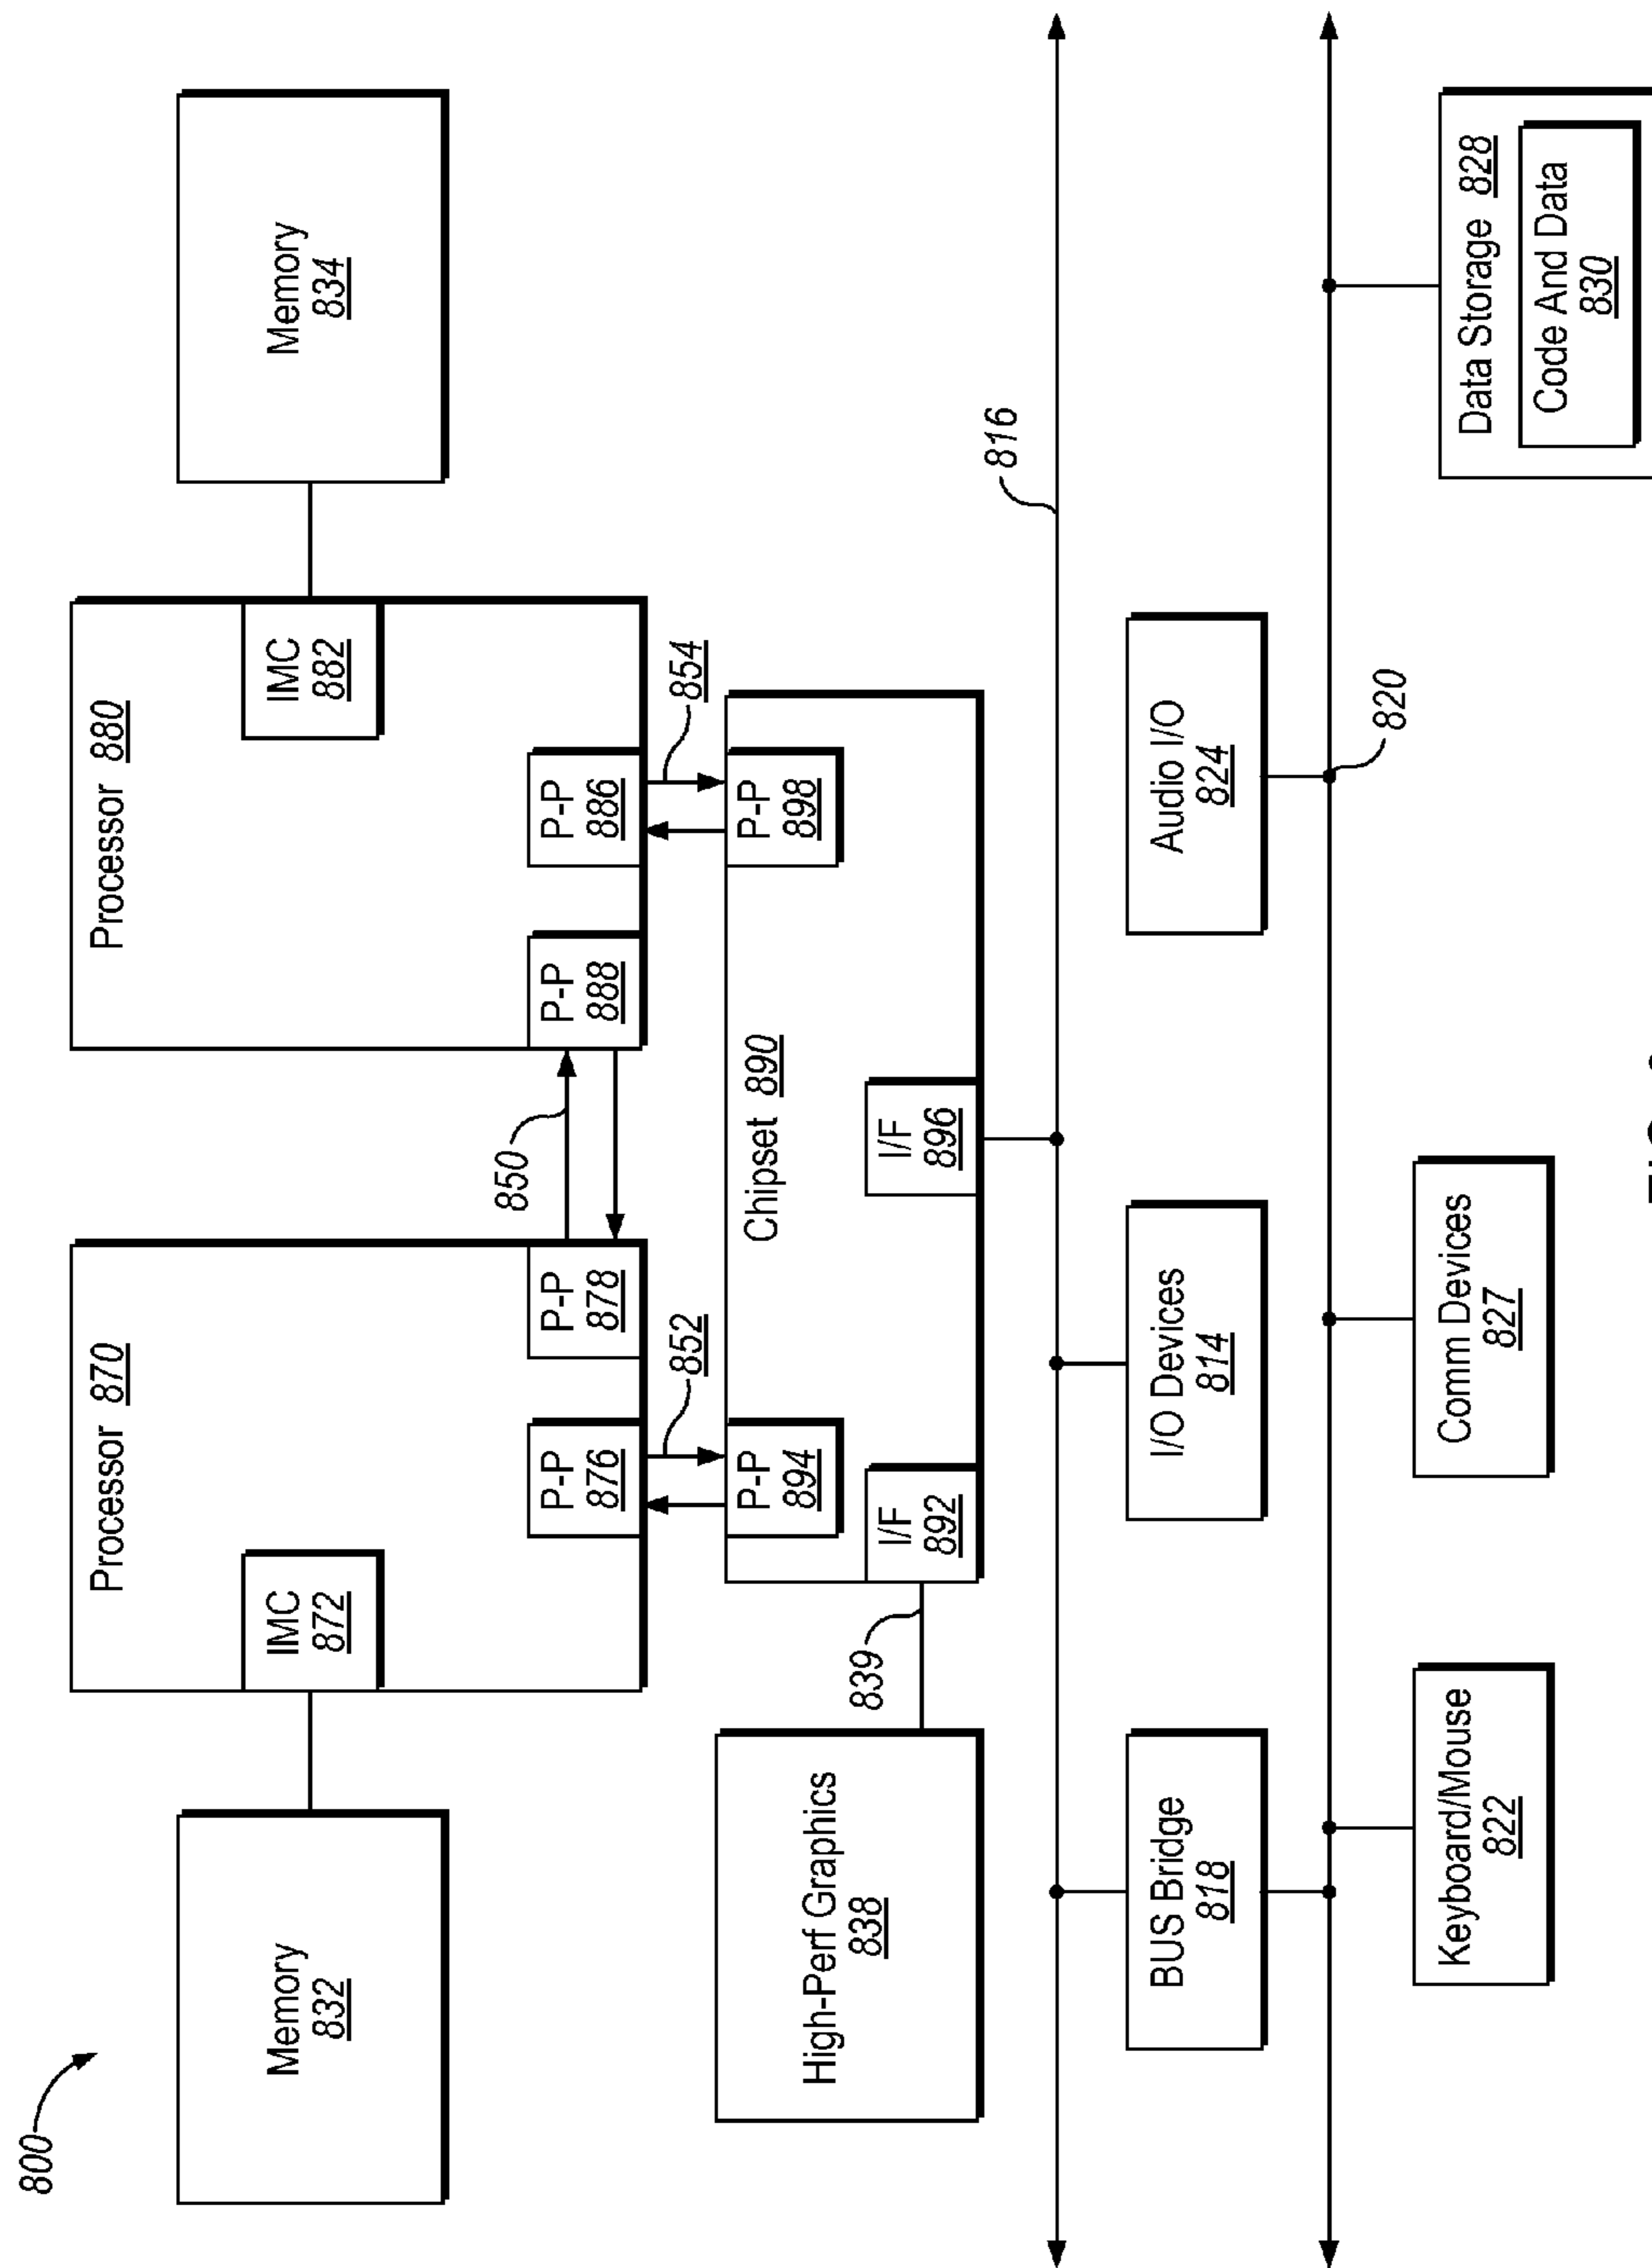 800
Memory
832
Processor 870
IMC
872
P-P
876
P-P
878
850
Processor 880
IMC
882
P-P
888
P-P
886
Memory
834
852
854
High-Perf Graphics
838
839
Chipset 890
P-P
894
P-P
898
I/F
892
I/F
896
816
BUS Bridge
818
I/O Devices
814
Audio I/O
824
820
Keyboard/Mouse
822
Comm Devices
827
Data Storage 828
Code And Data
830